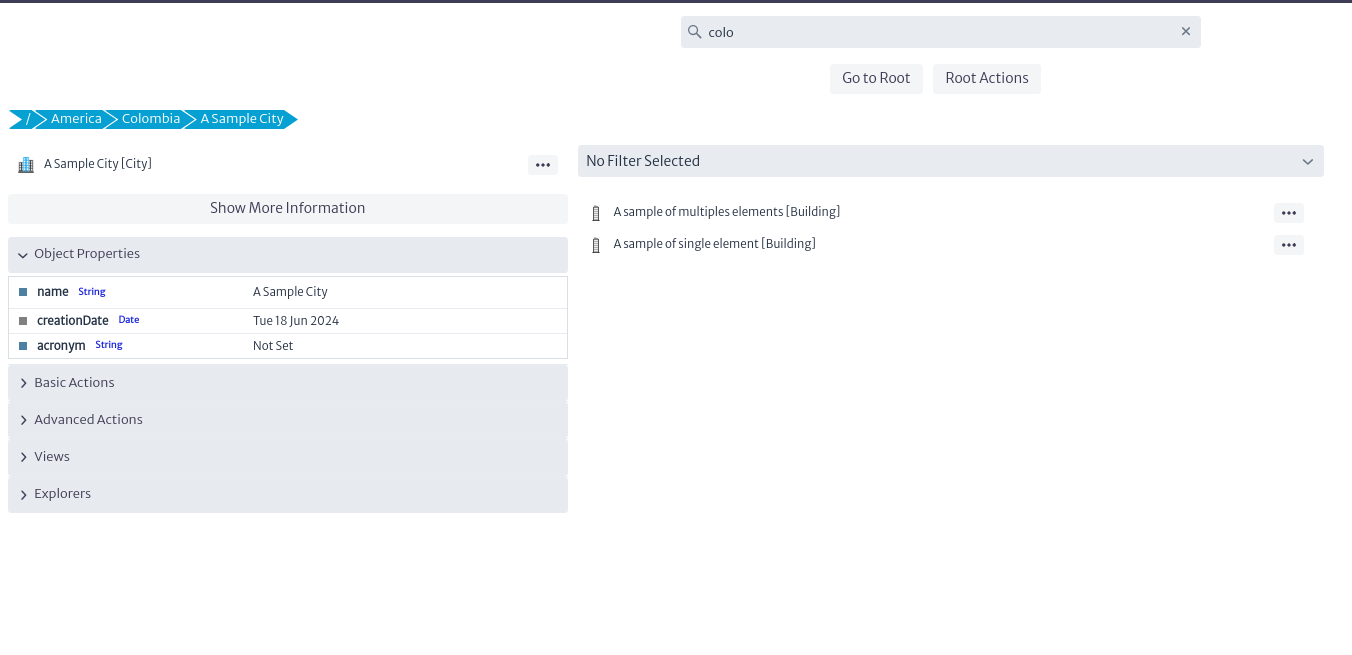 colo
Go to Root Root Actions
/ America Colombia A Sample City
A Sample City [City]
Show More Information
Object Properties
name String A Sample City
creationDate Date Tue 18 Jun 2024
acronym String Not Set
Basic Actions
Advanced Actions
Views
Explorers
No Filter Selected
A sample of multiples elements [Building]
A sample of single element [Building]